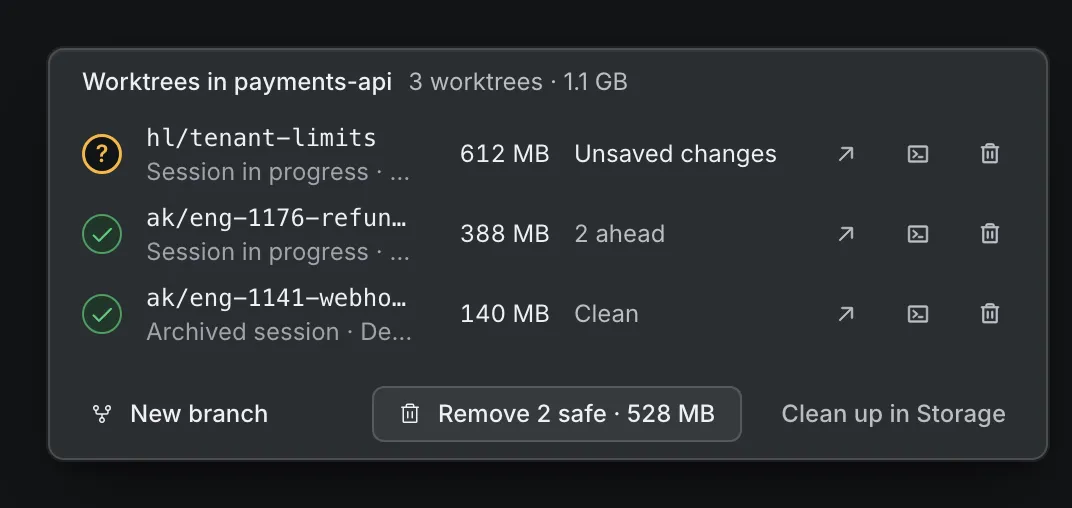 Worktrees in payments-api 3 worktrees · 1.1 GB
?
hl/tenant-limits
612 MB Unsaved changes
Session in progress · ...
ak/eng-1176-refun…
388 MB 2 ahead
Session in progress · ...
ak/eng-1141-webho…
140 MB Clean
Archived session · De...
New branch Remove 2 safe · 528 MB Clean up in Storage